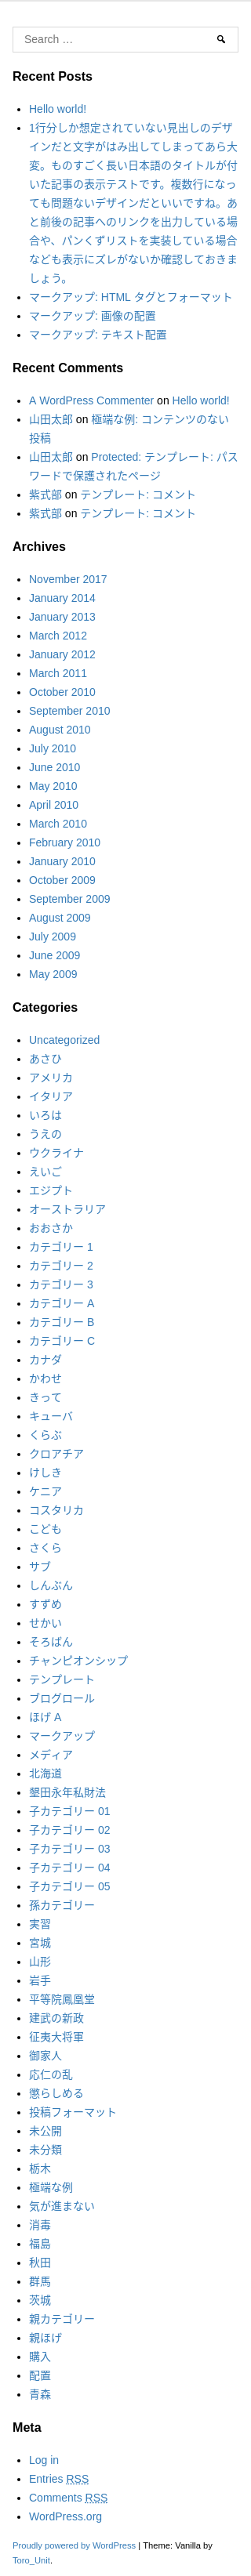 Search …
Recent Posts
Hello world!
1行分しか想定されていない見出しのデザ
インだと文字がはみ出してしまってあら大
変。ものすごく長い日本語のタイトルが付
いた記事の表示テストです。複数行になっ
ても問題ないデザインだといいですね。あ
と前後の記事へのリンクを出力している場
合や、パンくずリストを実装している場合
なども表示にズレがないか確認しておきま
しょう。
マークアップ: HTML タグとフォーマット
マークアップ: 画像の配置
マークアップ: テキスト配置
Recent Comments
A WordPress Commenter on Hello world!
山田太郎 on 極端な例: コンテンツのない
投稿
山田太郎 on Protected: テンプレート: パス
ワードで保護されたページ
紫式部 on テンプレート: コメント
紫式部 on テンプレート: コメント
Archives
November 2017
January 2014
January 2013
March 2012
January 2012
March 2011
October 2010
September 2010
August 2010
July 2010
June 2010
May 2010
April 2010
March 2010
February 2010
January 2010
October 2009
September 2009
August 2009
July 2009
June 2009
May 2009
Categories
Uncategorized
あさひ
アメリカ
イタリア
いろは
うえの
ウクライナ
えいご
エジプト
オーストラリア
おおさか
カテゴリー 1
カテゴリー 2
カテゴリー 3
カテゴリー A
カテゴリー B
カテゴリー C
カナダ
かわせ
きって
キューバ
くらぶ
クロアチア
けしき
ケニア
コスタリカ
こども
さくら
サブ
しんぶん
すずめ
せかい
そろばん
チャンピオンシップ
テンプレート
ブログロール
ほげ A
マークアップ
メディア
北海道
墾田永年私財法
子カテゴリー 01
子カテゴリー 02
子カテゴリー 03
子カテゴリー 04
子カテゴリー 05
孫カテゴリー
実習
宮城
山形
岩手
平等院鳳凰堂
建武の新政
征夷大将軍
御家人
応仁の乱
懲らしめる
投稿フォーマット
未公開
未分類
栃木
極端な例
気が進まない
消毒
福島
秋田
群馬
茨城
親カテゴリー
親ほげ
購入
配置
青森
Meta
Log in
Entries RSS
Comments RSS
WordPress.org
Proudly powered by WordPress | Theme: Vanilla by
Toro_Unit.